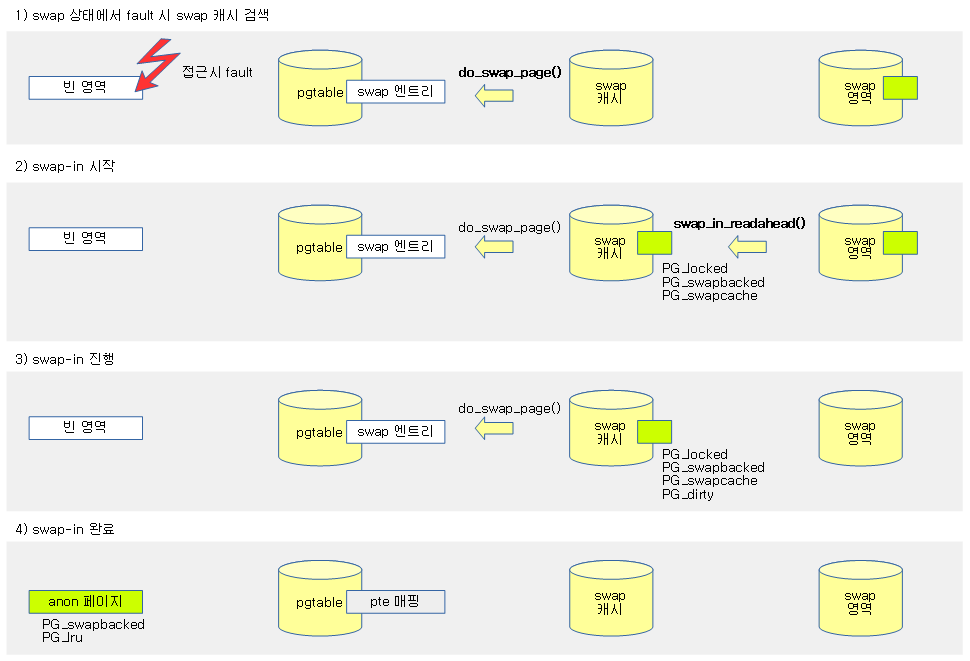 1) swap 상태에서 fault 시 swap 캐시 검색
빈 영역
접근시 fault
pgtable
swap 엔트리
do_swap_page()
swap
캐시
swap
영역
2) swap-in 시작
빈 영역
pgtable
swap 엔트리
do_swap_page()
swap
캐시
PG_locked
PG_swapbacked
PG_swapcache
swap_in_readahead()
swap
영역
3) swap-in 진행
빈 영역
pgtable
swap 엔트리
do_swap_page()
swap
캐시
PG_locked
PG_swapbacked
PG_swapcache
PG_dirty
swap
영역
4) swap-in 완료
anon 페이지
PG_swapbacked
PG_lru
pgtable
pte 매핑
swap
캐시
swap
영역